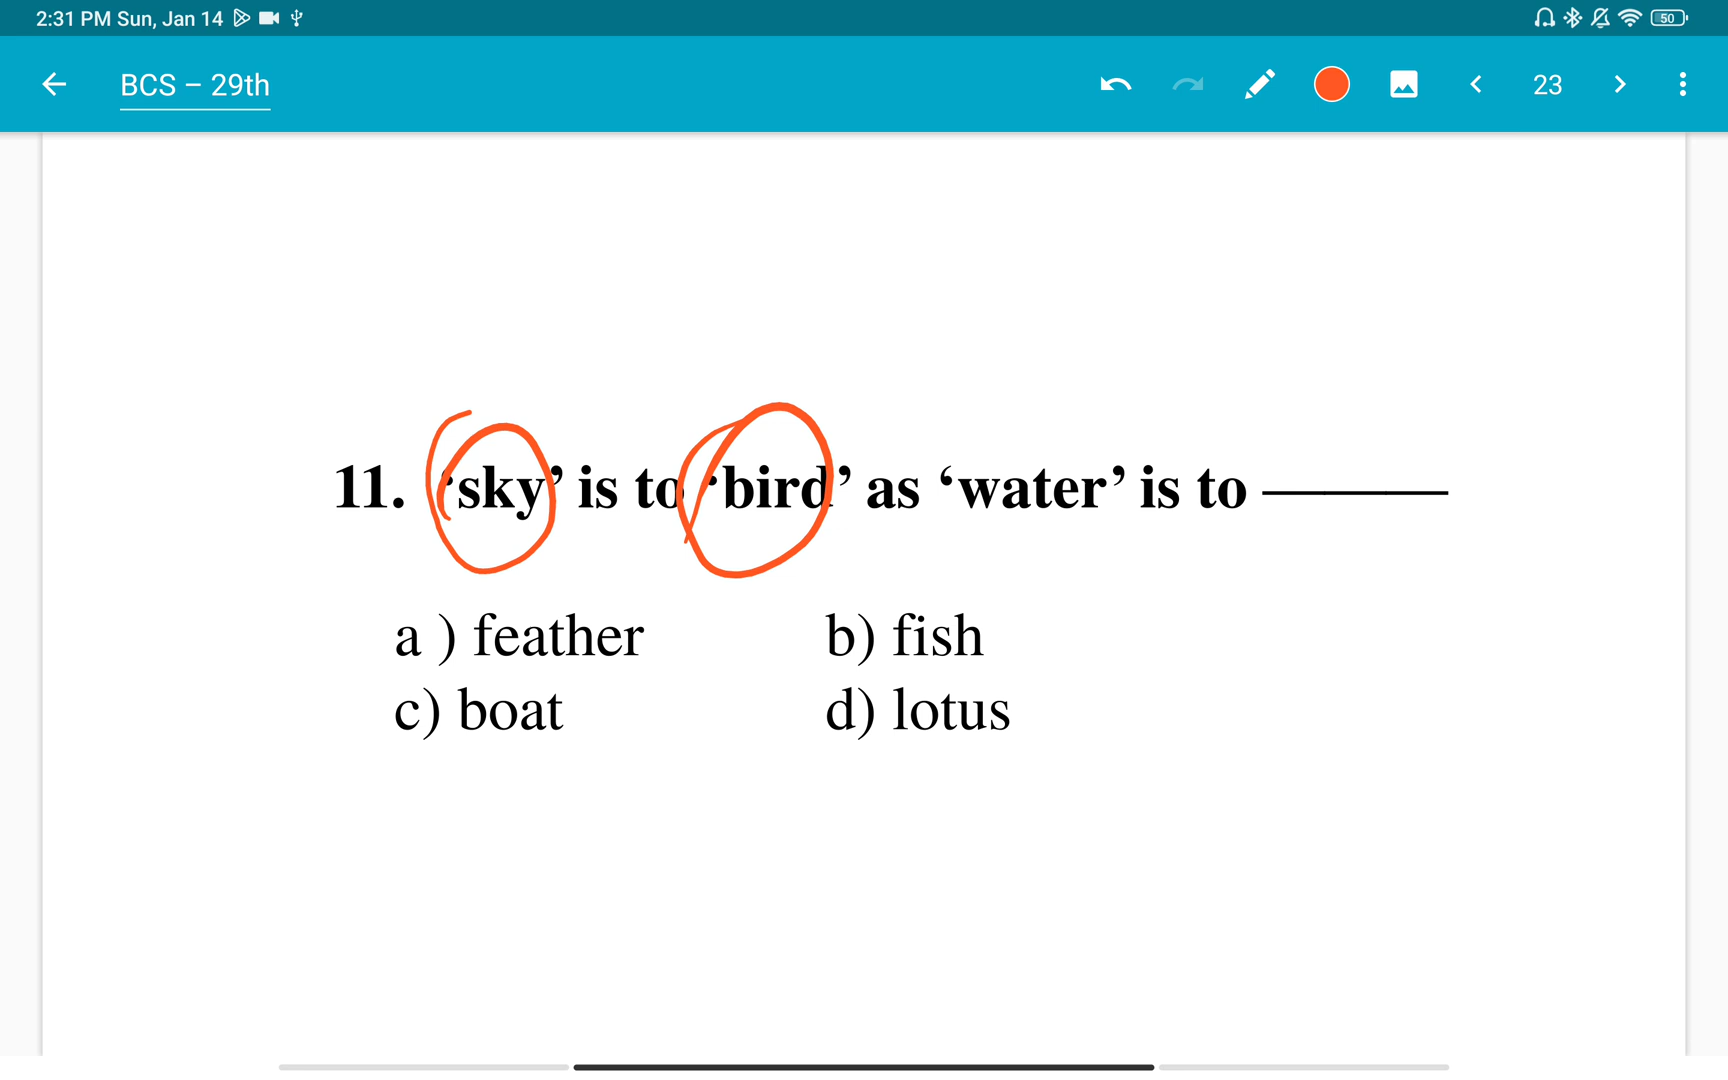 2:31 PM Sun, Jan 14 50
BCS – 29th 23
11. ‘sky’ is to ‘bird’ as ‘water’ is to ———
a ) feather b) fish
c) boat d) lotus